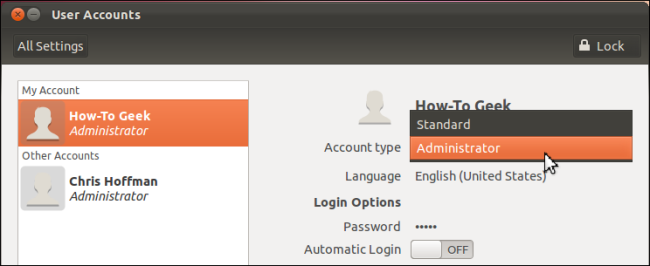 User Accounts
All Settings
Lock
My Account
How-To Geek
Administrator
Other Accounts
Chris Hoffman
Administrator
How-To Geek
Standard
Account type Administrator
Language English (United States)
Login Options
Password •••••
Automatic Login OFF